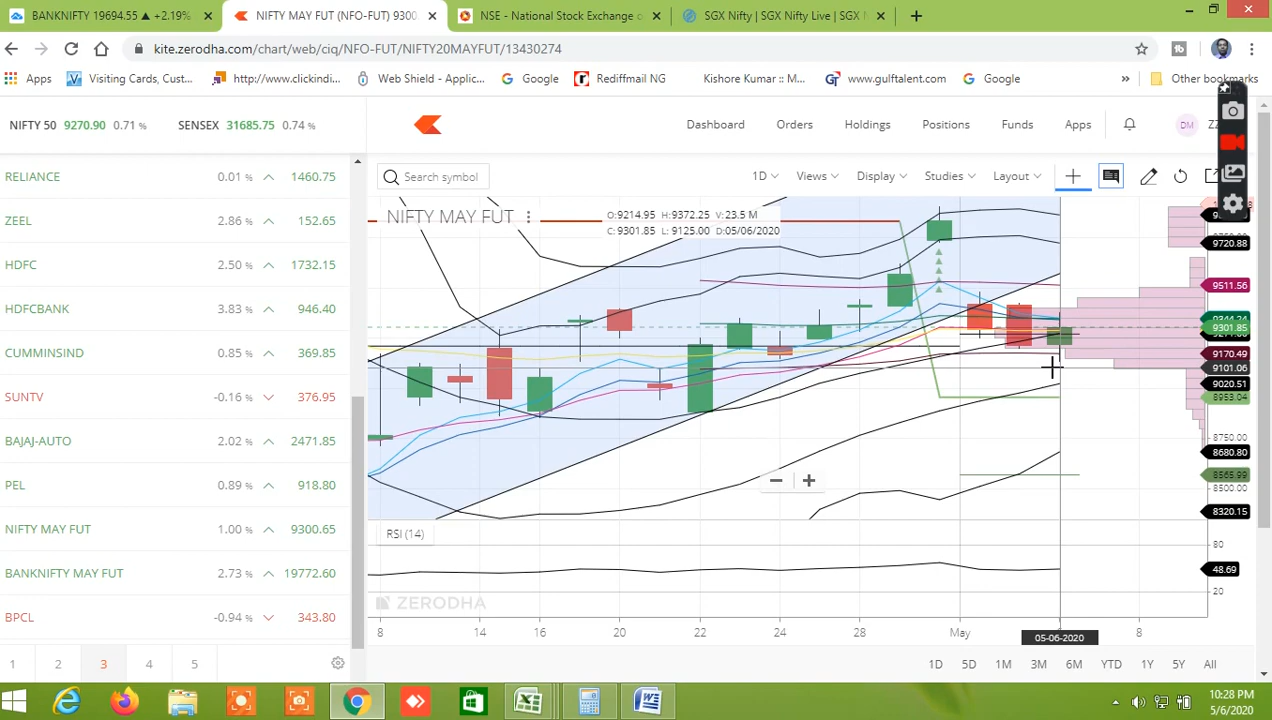 BANKNIFTY 19694.55 ▲ +2.19%
NIFTY MAY FUT (NFO-FUT) 9300
NSE - National Stock Exchange o
SGX Nifty | SGX Nifty Live | SGX N
kite.zerodha.com/chart/web/ciq/NFO-FUT/NIFTY20MAYFUT/13430274
Apps
Visiting Cards, Cust...
http://www.clickindi...
Web Shield - Applic...
Google
Rediffmail NG
Kishore Kumar :: M...
www.gulftalent.com
Google
»
Other bookmarks
NIFTY 50 9270.90 0.71 %
SENSEX 31685.75 0.74 %
Dashboard
Orders
Holdings
Positions
Funds
Apps
DM
RELIANCE 0.01 % 1460.75
ZEEL 2.86 % 152.65
HDFC 2.50 % 1732.15
HDFCBANK 3.83 % 946.40
CUMMINSIND 0.85 % 369.85
SUNTV -0.16 % 376.95
BAJAJ-AUTO 2.02 % 2471.85
PEL 0.89 % 918.80
NIFTY MAY FUT 1.00 % 9300.65
BANKNIFTY MAY FUT 2.73 % 19772.60
BPCL -0.94 % 343.80
1 2 3 4 5
Search symbol
1D
Views
Display
Studies
Layout
NIFTY MAY FUT
O:9214.95 H:9372.25 V:23.5 M
C:9301.85 L: 9125.00 D:05/06/2020
9720.88
9511.56
9301.85
9170.49
9101.06
9020.51
8953.04
8750.00
8680.80
8565.99
8500.00
8320.15
RSI (14)
80
48.69
20
ZERODHA
8 14 16 20 22 24 28 May 8
05-06-2020
1D 5D 1M 3M 6M YTD 1Y 5Y All
10:28 PM
5/6/2020